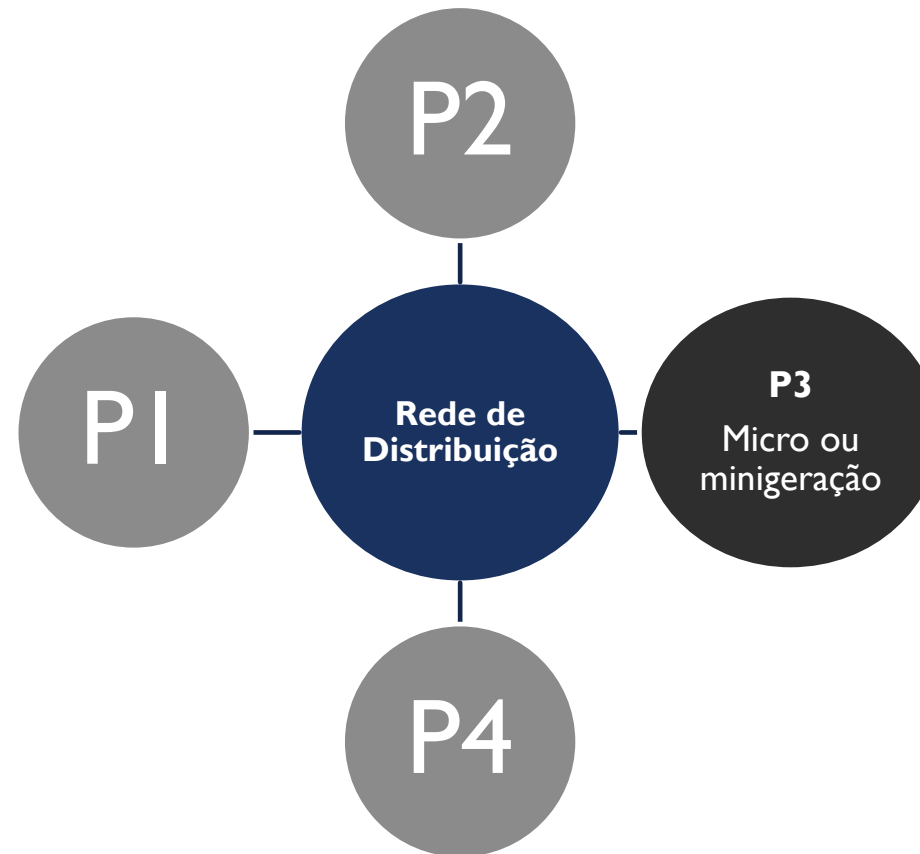 P2
P1
Rede de
Distribuição
P3
Micro ou
minigeração
P4